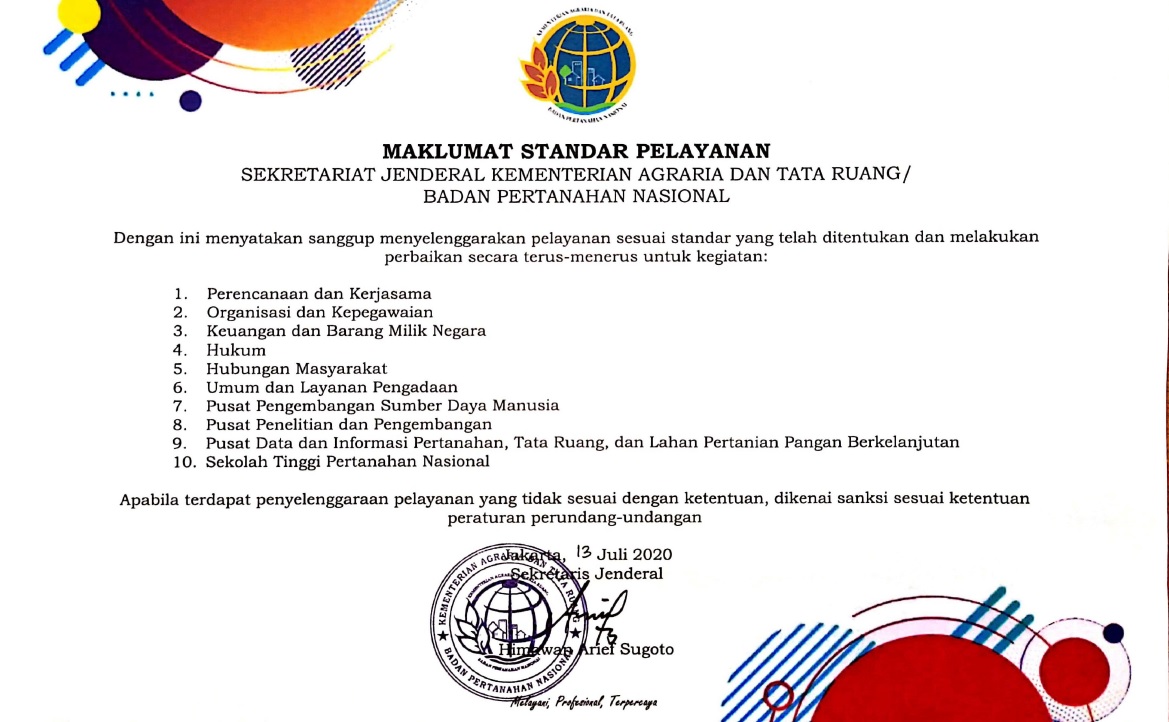 KEMENTERIAN AGRARIA DAN TATA RUANG
BADAN PERTANAHAN NASIONAL
MAKLUMAT STANDAR PELAYANAN
SEKRETARIAT JENDERAL KEMENTERIAN AGRARIA DAN TATA RUANG/
BADAN PERTANAHAN NASIONAL
Dengan ini menyatakan sanggup menyelenggarakan pelayanan sesuai standar yang telah ditentukan dan melakukan
perbaikan secara terus-menerus untuk kegiatan:
1. Perencanaan dan Kerjasama
2. Organisasi dan Kepegawaian
3. Keuangan dan Barang Milik Negara
4. Hukum
5. Hubungan Masyarakat
6. Umum dan Layanan Pengadaan
7. Pusat Pengembangan Sumber Daya Manusia
8. Pusat Penelitian dan Pengembangan
9. Pusat Data dan Informasi Pertanahan, Tata Ruang, dan Lahan Pertanian Pangan Berkelanjutan
10. Sekolah Tinggi Pertanahan Nasional
Apabila terdapat penyelenggaraan pelayanan yang tidak sesuai dengan ketentuan, dikenai sanksi sesuai ketentuan
peraturan perundang-undangan
Jakarta, 13 Juli 2020
Sekretaris Jenderal
KEMENTERIAN AGRARIA DAN TATA RUANG
BADAN PERTANAHAN NASIONAL
Himawan Arief Sugoto
Melayani, Profesional, Terpercaya